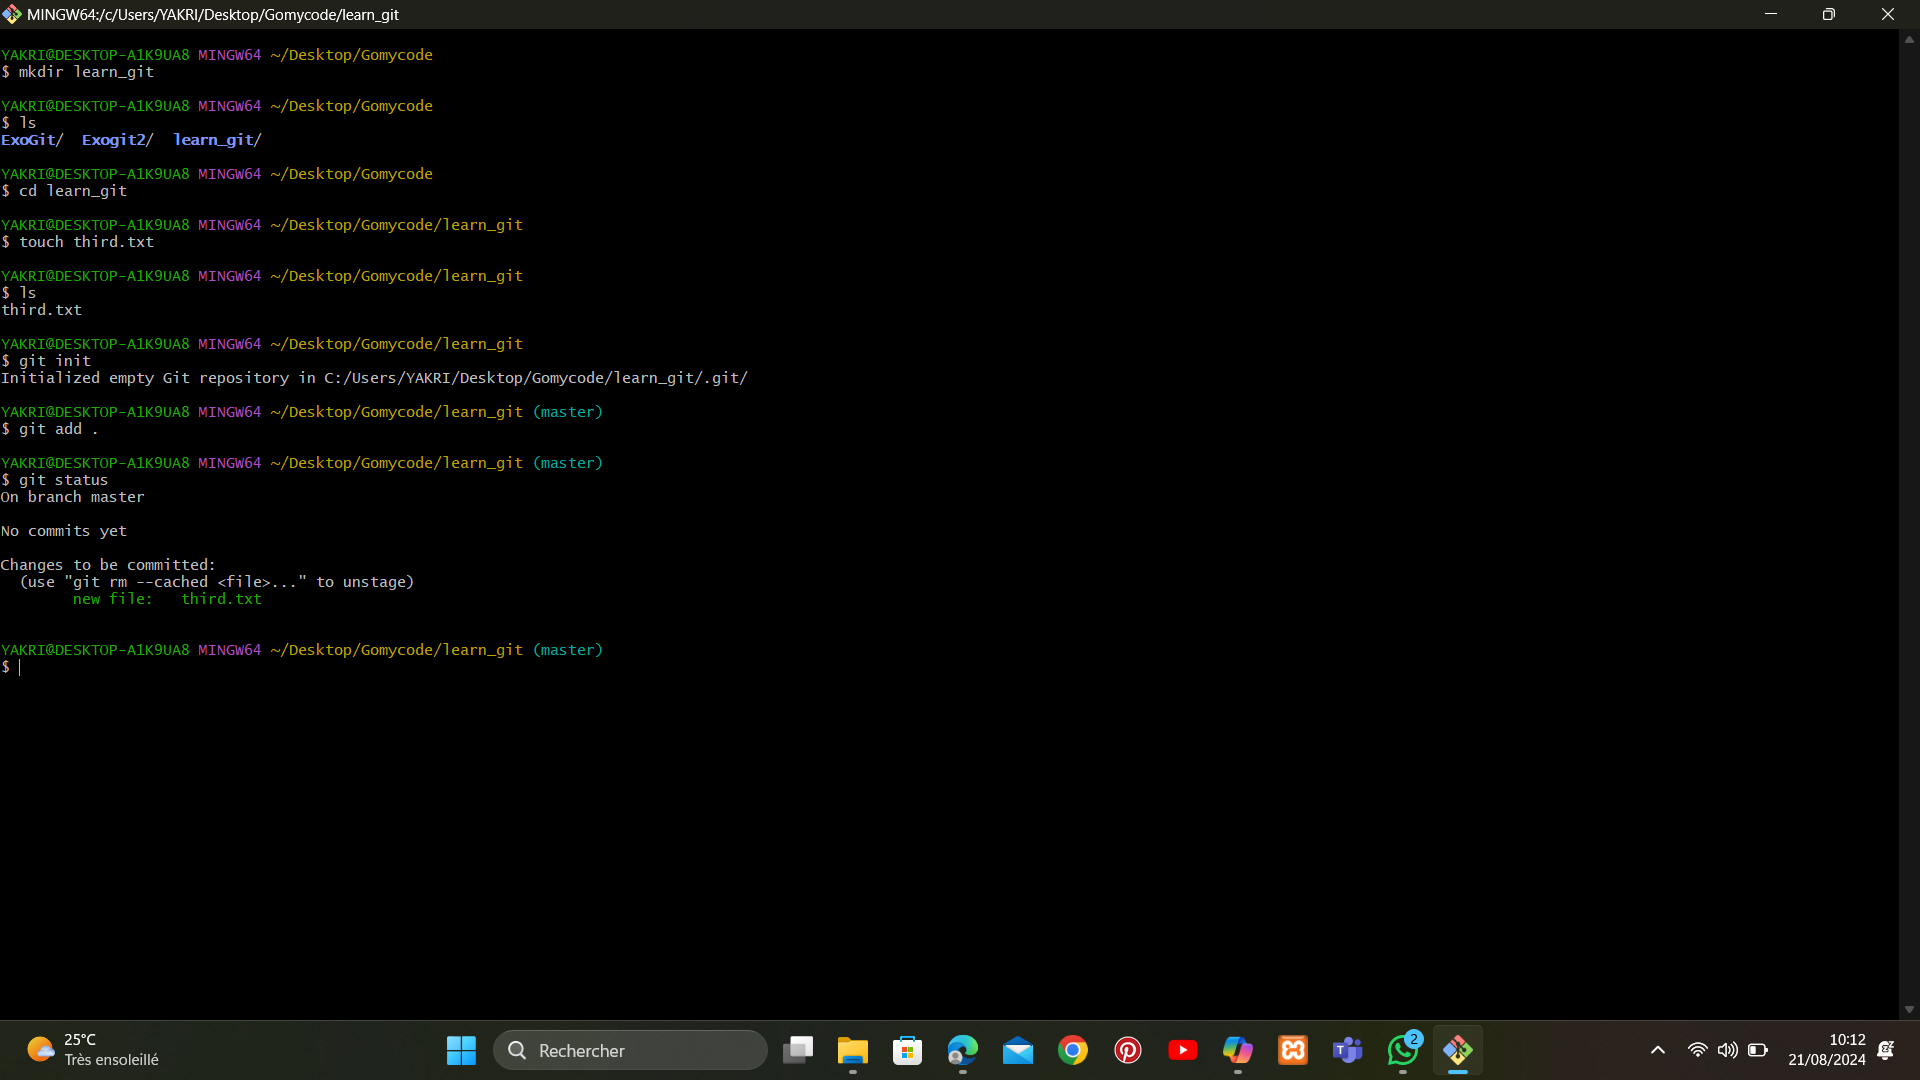 MINGW64:/c/Users/YAKRI/Desktop/Gomycode/learn_git
YAKRI@DESKTOP-A1K9UA8 MINGW64 ~/Desktop/Gomycode
$ mkdir learn_git
YAKRI@DESKTOP-A1K9UA8 MINGW64 ~/Desktop/Gomycode
$ ls
ExoGit/  Exogit2/  learn_git/
YAKRI@DESKTOP-A1K9UA8 MINGW64 ~/Desktop/Gomycode
$ cd learn_git
YAKRI@DESKTOP-A1K9UA8 MINGW64 ~/Desktop/Gomycode/learn_git
$ touch third.txt
YAKRI@DESKTOP-A1K9UA8 MINGW64 ~/Desktop/Gomycode/learn_git
$ ls
third.txt
YAKRI@DESKTOP-A1K9UA8 MINGW64 ~/Desktop/Gomycode/learn_git
$ git init
Initialized empty Git repository in C:/Users/YAKRI/Desktop/Gomycode/learn_git/.git/
YAKRI@DESKTOP-A1K9UA8 MINGW64 ~/Desktop/Gomycode/learn_git (master)
$ git add .
YAKRI@DESKTOP-A1K9UA8 MINGW64 ~/Desktop/Gomycode/learn_git (master)
$ git status
On branch master
No commits yet
Changes to be committed:
  (use "git rm --cached <file>..." to unstage)
        new file:   third.txt
YAKRI@DESKTOP-A1K9UA8 MINGW64 ~/Desktop/Gomycode/learn_git (master)
$
25°C
Très ensoleillé
Rechercher
2
10:12
21/08/2024